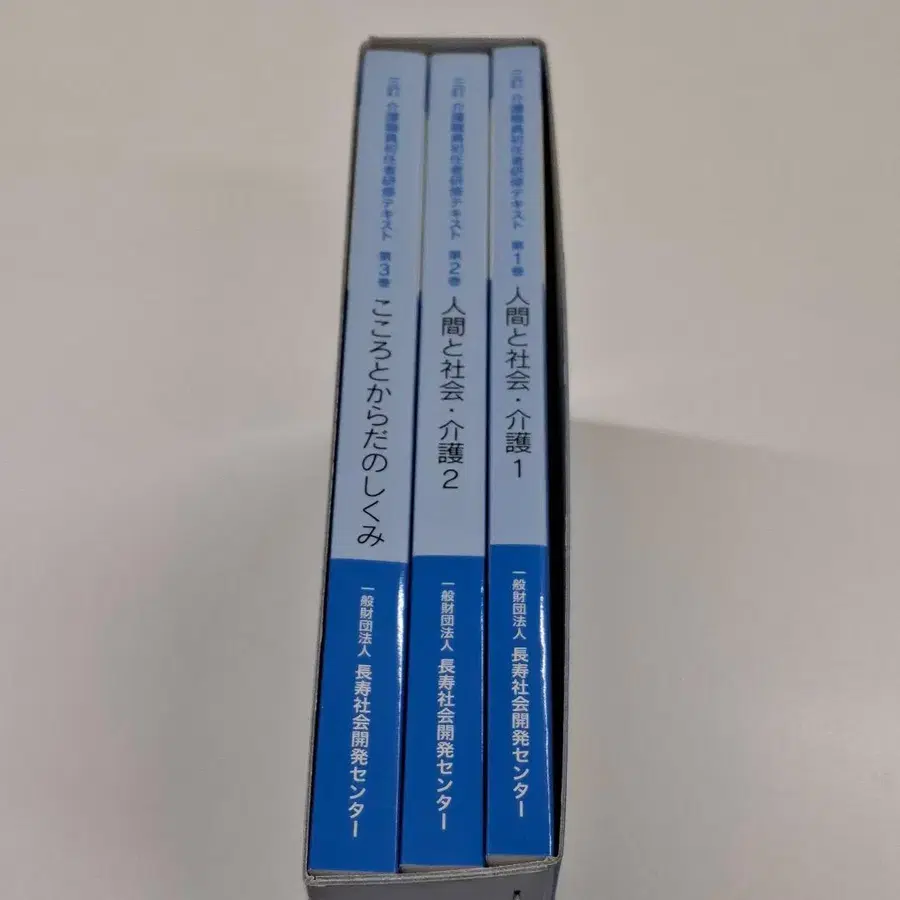 三訂 介護職員初任者研修テキスト 第1巻
人間と社会・介護 1
一般財団法人 長寿社会開発センター
三訂 介護職員初任者研修テキスト 第2巻
人間と社会・介護 2
一般財団法人 長寿社会開発センター
三訂 介護職員初任者研修テキスト 第3巻
こころとからだのしくみ
一般財団法人 長寿社会開発センター